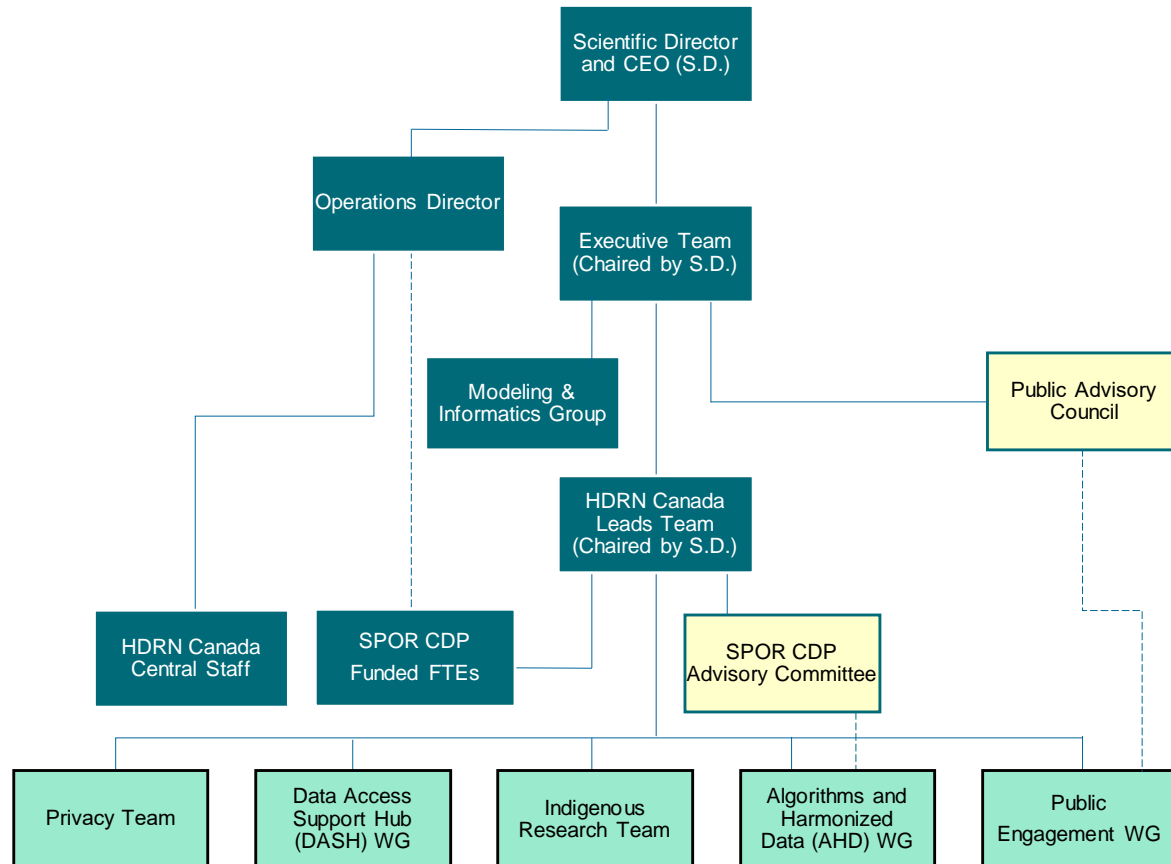 Scientific Director
and CEO (S.D.)
Operations Director
Executive Team
(Chaired by S.D.)
Modeling &
Informatics Group
Public Advisory
Council
HDRN Canada
Leads Team
(Chaired by S.D.)
HDRN Canada
Central Staff
SPOR CDP
Funded FTEs
SPOR CDP
Advisory Committee
Privacy Team
Data Access
Support Hub
(DASH) WG
Indigenous
Research Team
Algorithms and
Harmonized
Data (AHD) WG
Public
Engagement WG